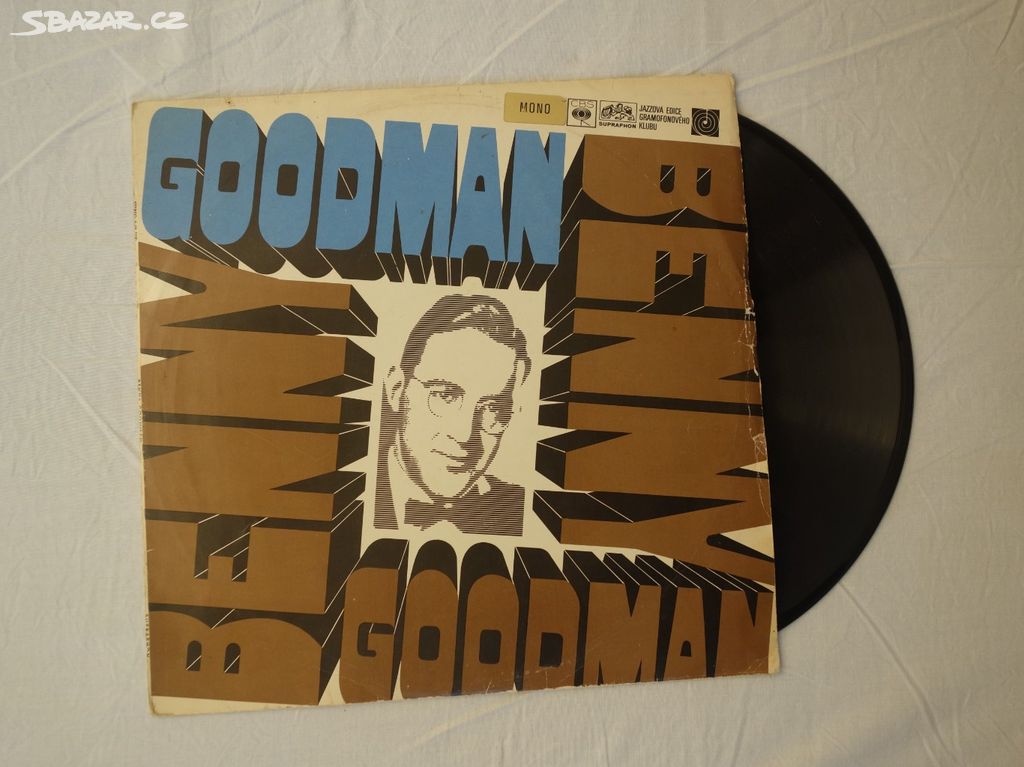 SBAZAR.CZ
MONO
CBS
SUPRAPHON
JAZZOVÁ EDICE
GRAMOFONOVÉHO
KLUBU
GOODMAN
BENNY
BENNY
GOODMAN